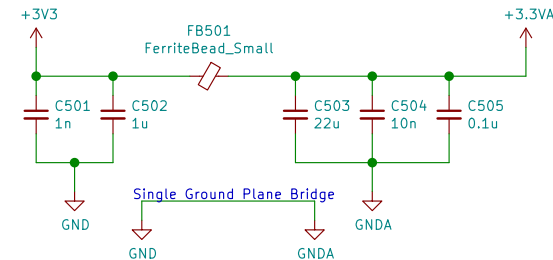 +3V3
+3.3VA
FB501
FerriteBead_Small
C501
1n
C502
1u
C503
22u
C504
10n
C505
0.1u
Single Ground Plane Bridge
GND
GNDA
GND
GNDA